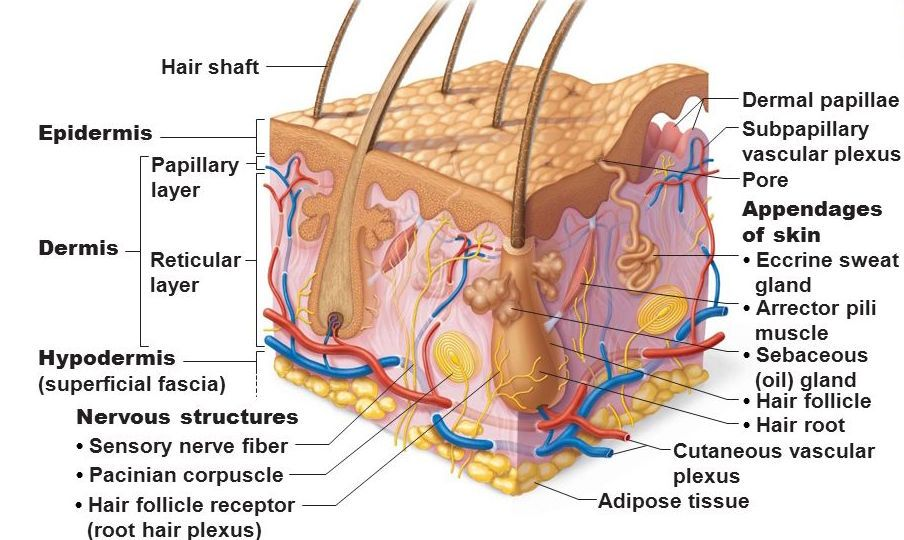 Hair shaft
Epidermis
Papillary
layer
Dermis
Reticular
layer
Hypodermis
(superficial fascia)
Nervous structures
• Sensory nerve fiber
• Pacinian corpuscle
• Hair follicle receptor
(root hair plexus)
Dermal papillae
Subpapillary
vascular plexus
Pore
Appendages
of skin
• Eccrine sweat
gland
• Arrector pili
muscle
• Sebaceous
(oil) gland
• Hair follicle
• Hair root
Cutaneous vascular
plexus
Adipose tissue